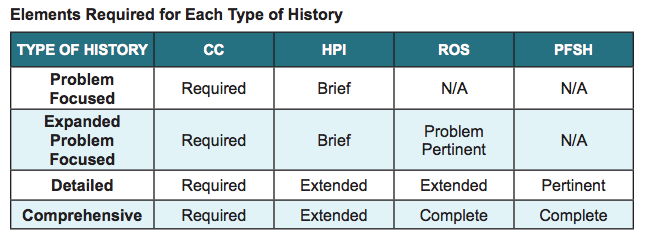 Elements Required for Each Type of History
TYPE OF HISTORY CC HPI ROS PFSH
Problem
Focused Required Brief N/A N/A
Expanded
Problem
Focused Required Brief Problem
Pertinent N/A
Detailed Required Extended Extended Pertinent
Comprehensive Required Extended Complete Complete